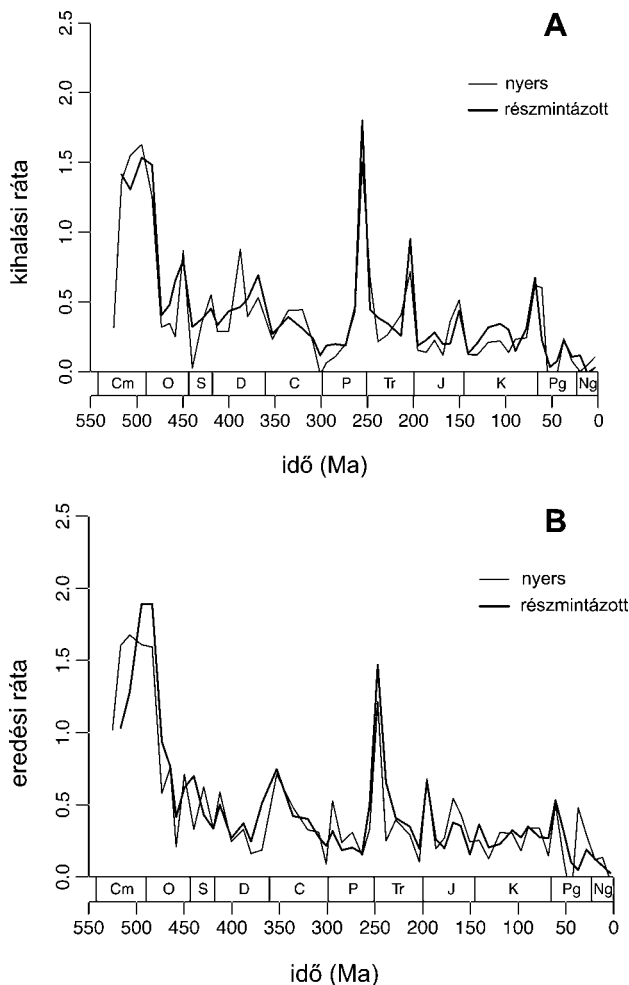 A
2.5
2.0
1.5
1.0
0.5
0.0
kihalási ráta
nyers
részmintázott
Cm O S D C P Tr J K Pg Ng
550 500 450 400 350 300 250 200 150 100 50 0
idő (Ma)
B
2.5
2.0
1.5
1.0
0.5
0.0
eredési ráta
nyers
részmintázott
Cm O S D C P Tr J K Pg Ng
550 500 450 400 350 300 250 200 150 100 50 0
idő (Ma)